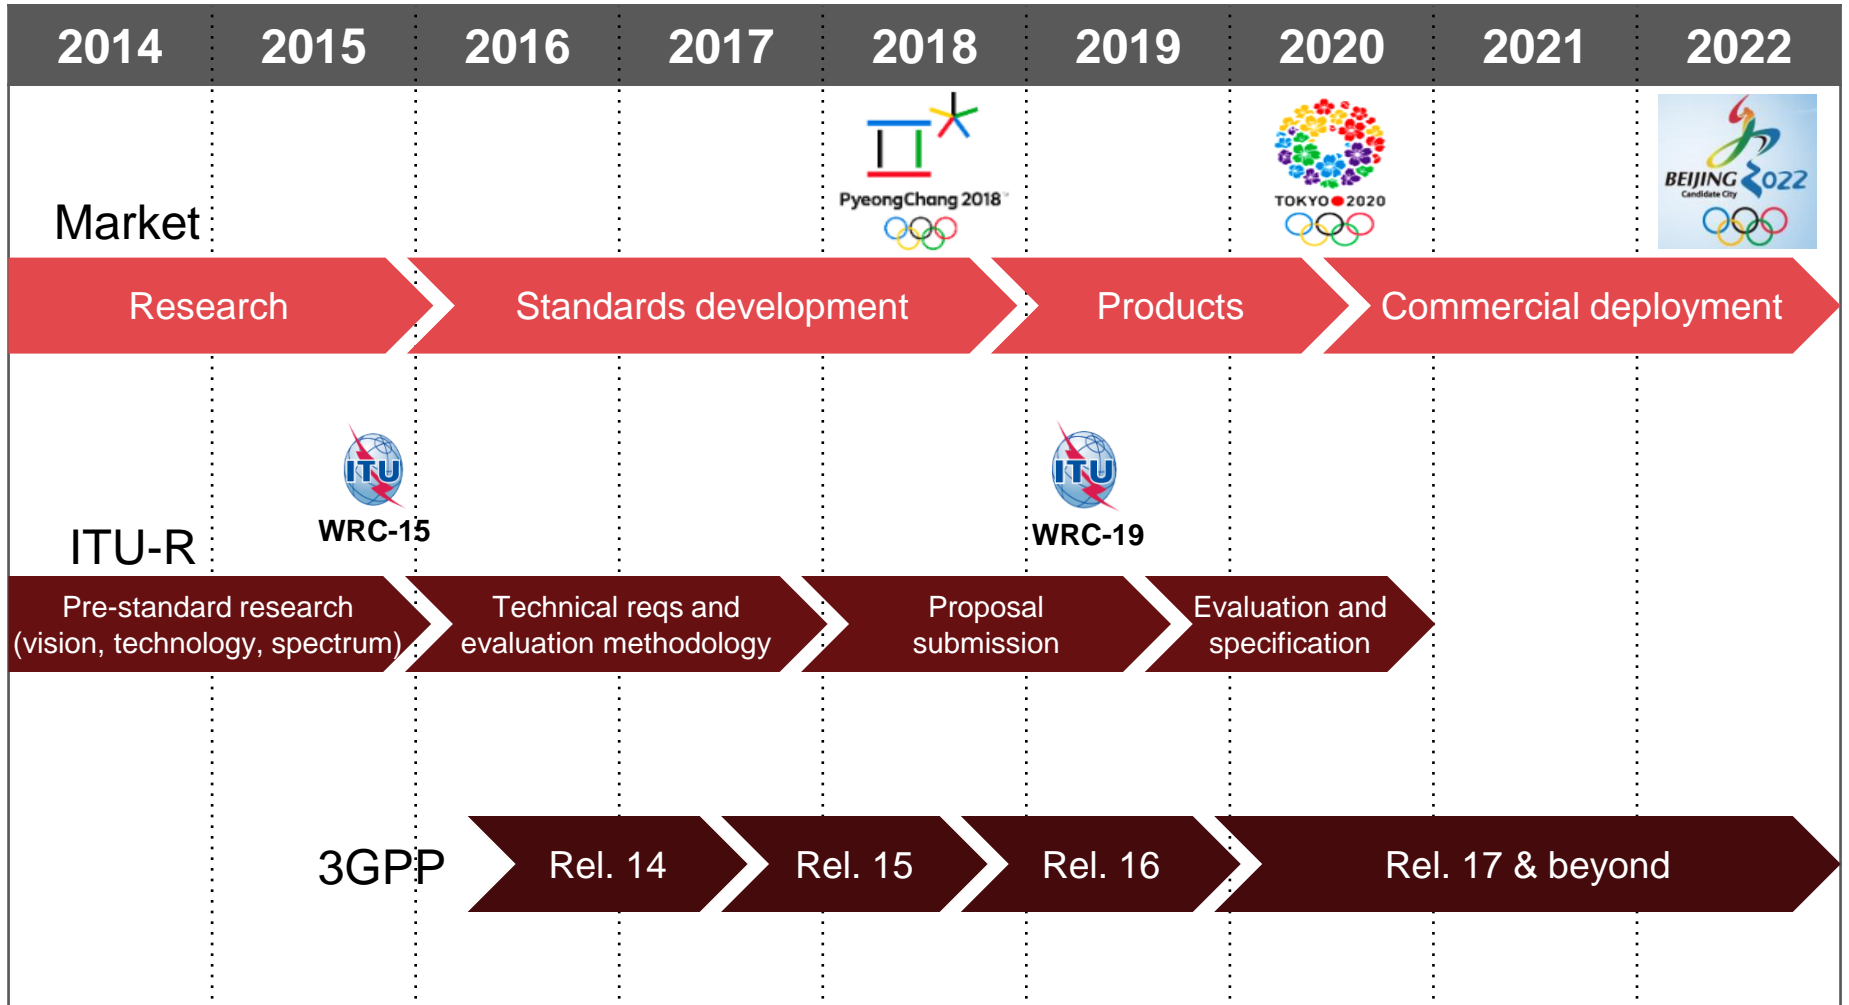 2014 2015 2016 2017 2018 2019 2020 2021 2022
PyeongChang 2018™
TOKYO 2020
BEIJING 2022
Candidate City
Market
Research
Standards development
Products
Commercial deployment
ITU
WRC-15
ITU
WRC-19
ITU-R
Pre-standard research
(vision, technology, spectrum)
Technical reqs and
evaluation methodology
Proposal
submission
Evaluation and
specification
3GPP
Rel. 14
Rel. 15
Rel. 16
Rel. 17 & beyond